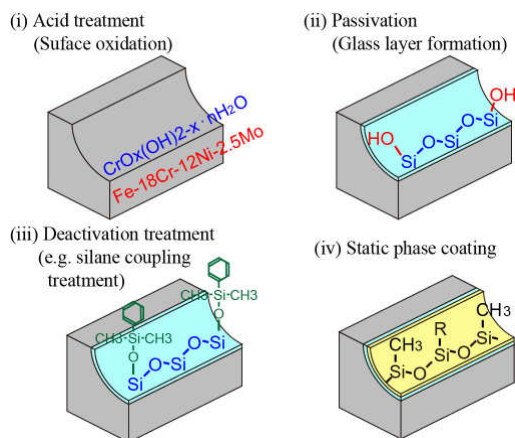 (i) Acid treatment
(Suface oxidation)
CrOx(OH)2-x·nH2O
Fe-18Cr-12Ni-2.5Mo
(ii) Passivation
(Glass layer formation)
OH
HO
O O
Si Si Si
(iii) Deactivation treatment
(e.g. silane coupling
treatment)
CH3-Si-CH3
O
CH3-Si-CH3
O
O O
Si Si Si
(iv) Static phase coating
CH3
CH3 R
Si Si Si
O O